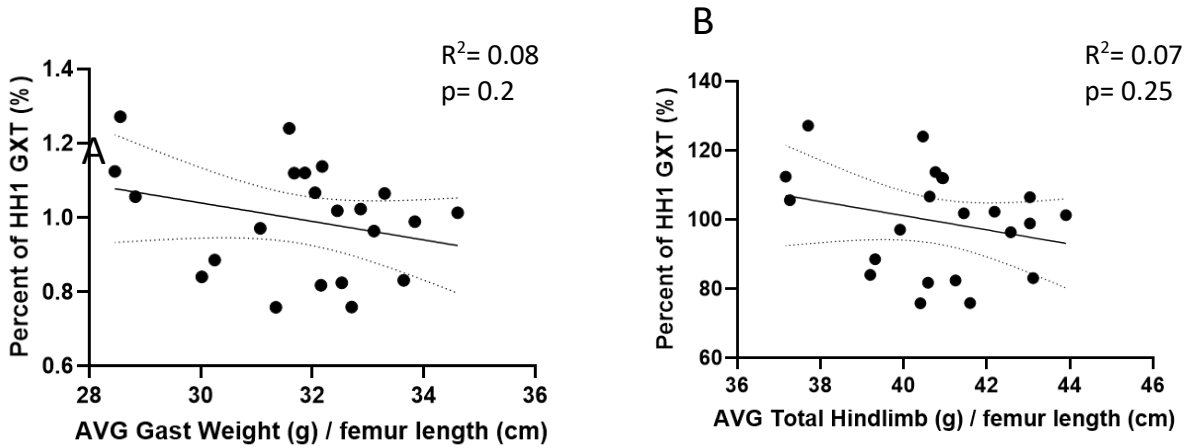 A
R²= 0.08
p= 0.2
Percent of HH1 GXT (%)
1.4
1.2
1.0
0.8
0.6
28 30 32 34 36
AVG Gast Weight (g) / femur length (cm)
B
R²= 0.07
p= 0.25
Percent of HH1 GXT (%)
140
120
100
80
60
36 38 40 42 44 46
AVG Total Hindlimb (g) / femur length (cm)